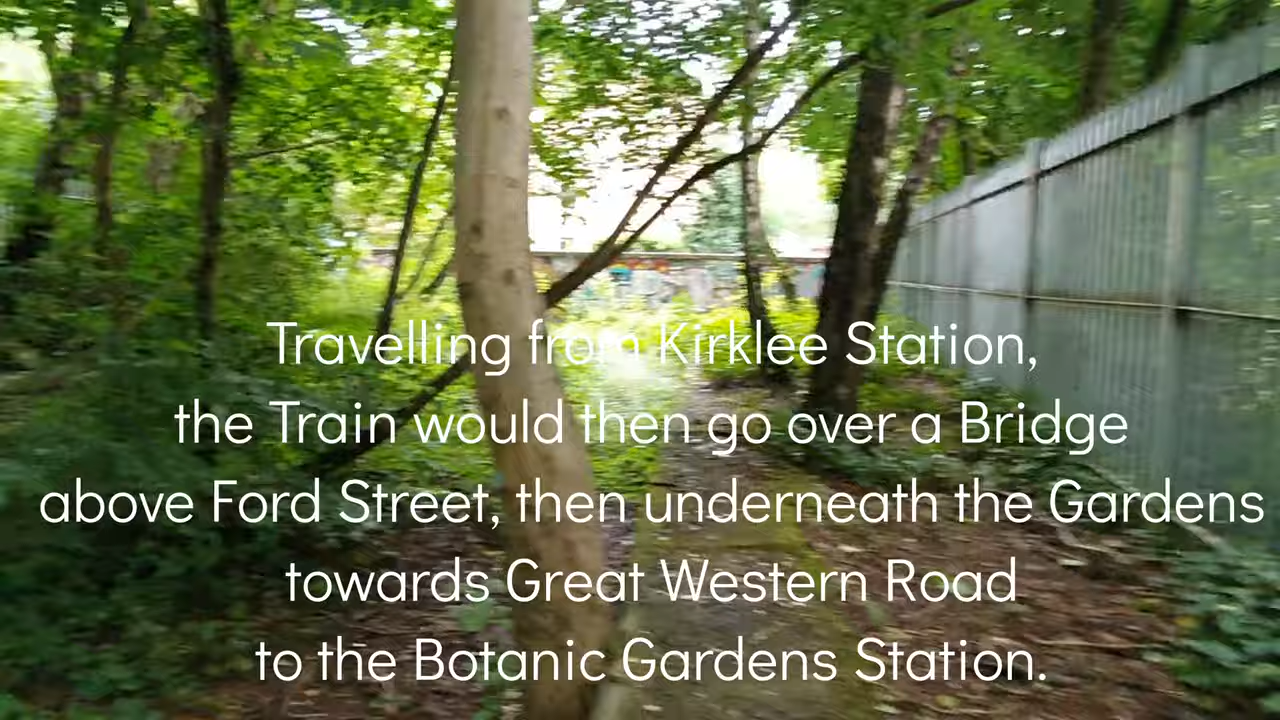 Travelling from Kirklee Station,
the Train would then go over a Bridge
above Ford Street, then underneath the Gardens
towards Great Western Road
to the Botanic Gardens Station.